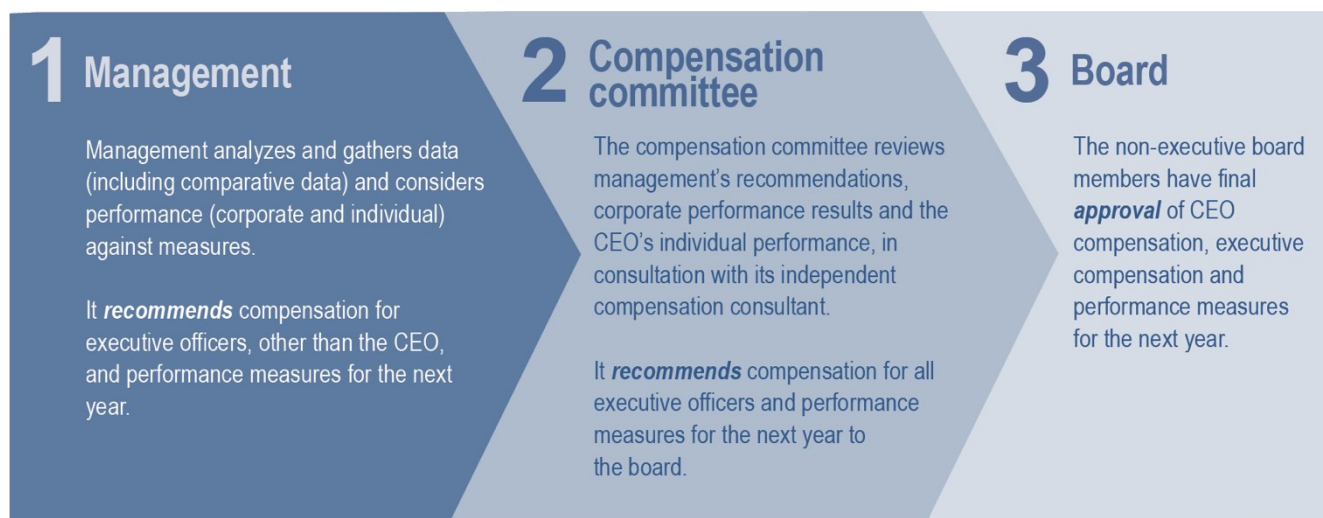 1 Management
Management analyzes and gathers data
(including comparative data) and considers
performance (corporate and individual)
against measures.
It recommends compensation for
executive officers, other than the CEO,
and performance measures for the next
year.
2 Compensation
committee
The compensation committee reviews
management’s recommendations,
corporate performance results and the
CEO’s individual performance, in
consultation with its independent
compensation consultant.
It recommends compensation for all
executive officers and performance
measures for the next year to
the board.
3 Board
The non-executive board
members have final
approval of CEO
compensation, executive
compensation and
performance measures
for the next year.